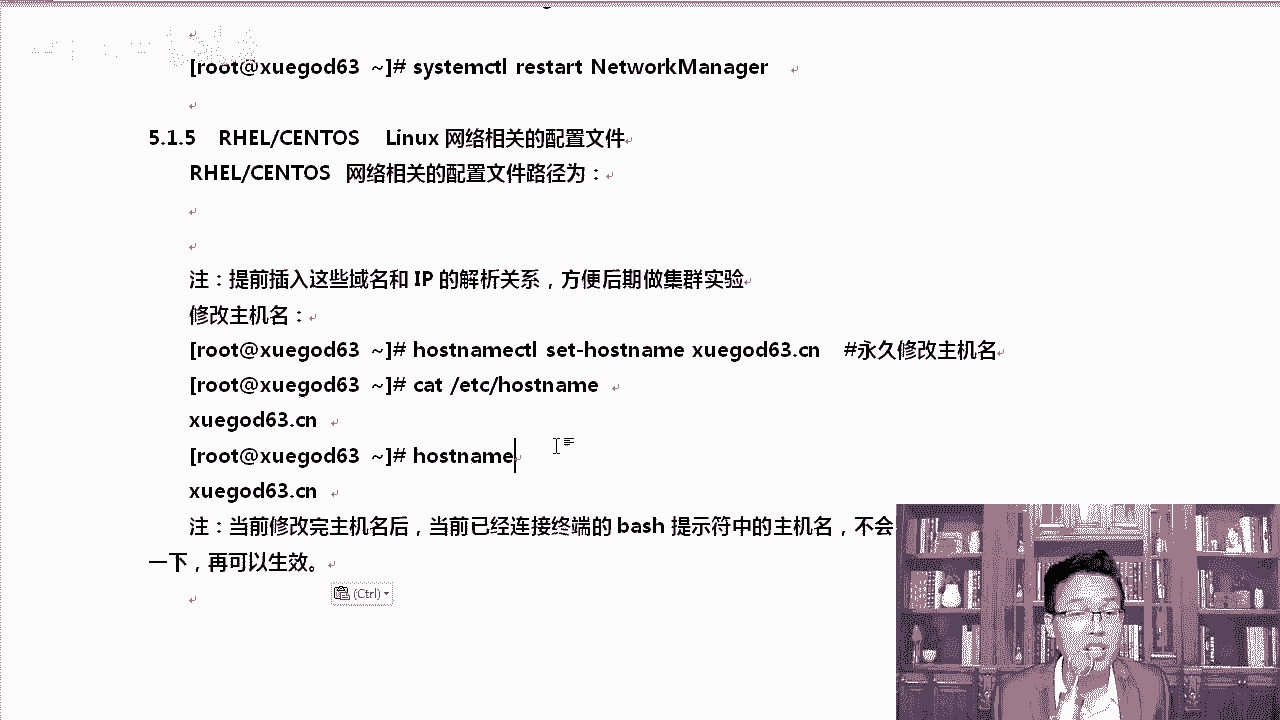 [root@xuegod63 ~]# systemctl restart NetworkManager
5.1.5 RHEL/CENTOS Linux 网络相关的配置文件
RHEL/CENTOS 网络相关的配置文件路径为：
注：提前插入这些域名和 IP 的解析关系，方便后期做集群实验
修改主机名：
[root@xuegod63 ~]# hostnamectl set-hostname xuegod63.cn #永久修改主机名
[root@xuegod63 ~]# cat /etc/hostname
xuegod63.cn
[root@xuegod63 ~]# hostname
xuegod63.cn
注：当前修改完主机名后，当前已经连接终端的 bash 提示符中的主机名，不会
一下，再可以生效。
(Ctrl)